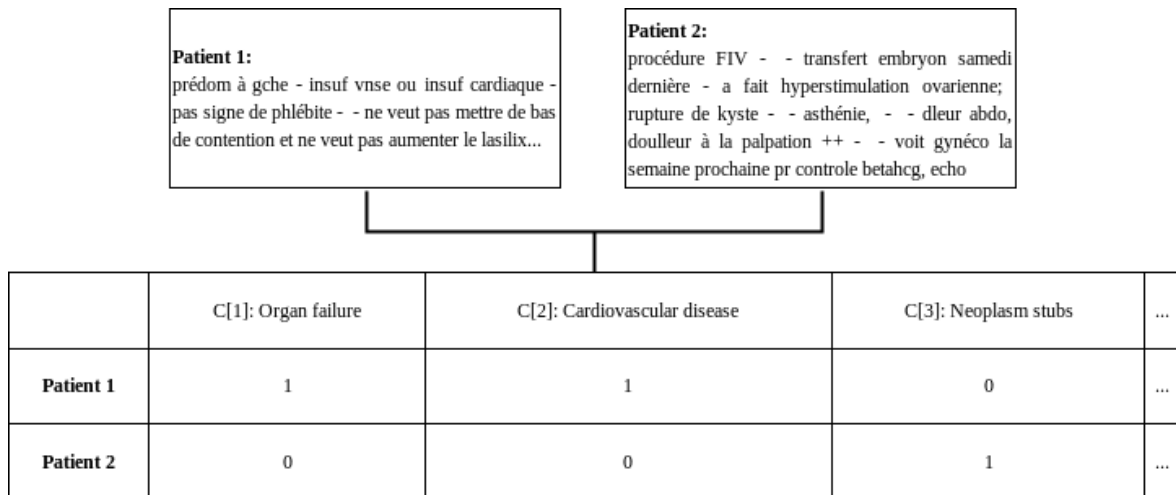 Patient 1:
prédom à gche - insuf vnse ou insuf cardiaque -
pas signe de phlébite - - ne veut pas mettre de bas
de contention et ne veut pas aumenter le lasilix...
Patient 2:
procédure FIV - - transfert embryon samedi
dernière - a fait hyperstimulation ovarienne;
rupture de kyste - - asthénie, - - dleur abdo,
doulleur à la palpation ++ - - voit gynéco la
semaine prochaine pr controle betahcg, echo
C[1]: Organ failure C[2]: Cardiovascular disease C[3]: Neoplasm stubs ...
Patient 1 1 1 0 ...
Patient 2 0 0 1 ...